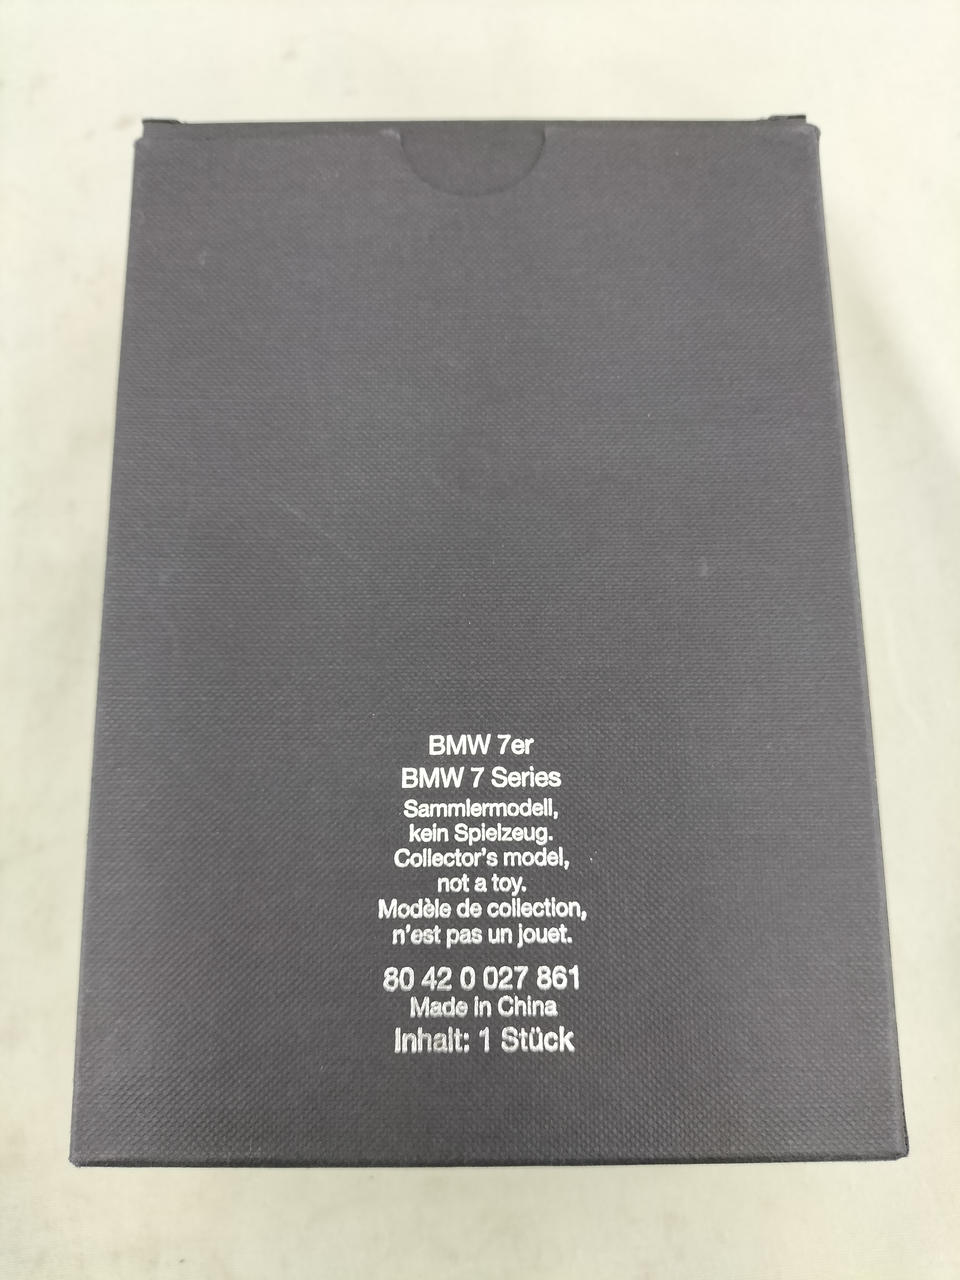 BMW 7er
BMW 7 Series
Sammlermodell,
kein Spielzeug.
Collector's model,
not a toy.
Modèle de collection,
n'est pas un jouet.
80 42 0 027 861
Made in China
Inhalt: 1 Stück